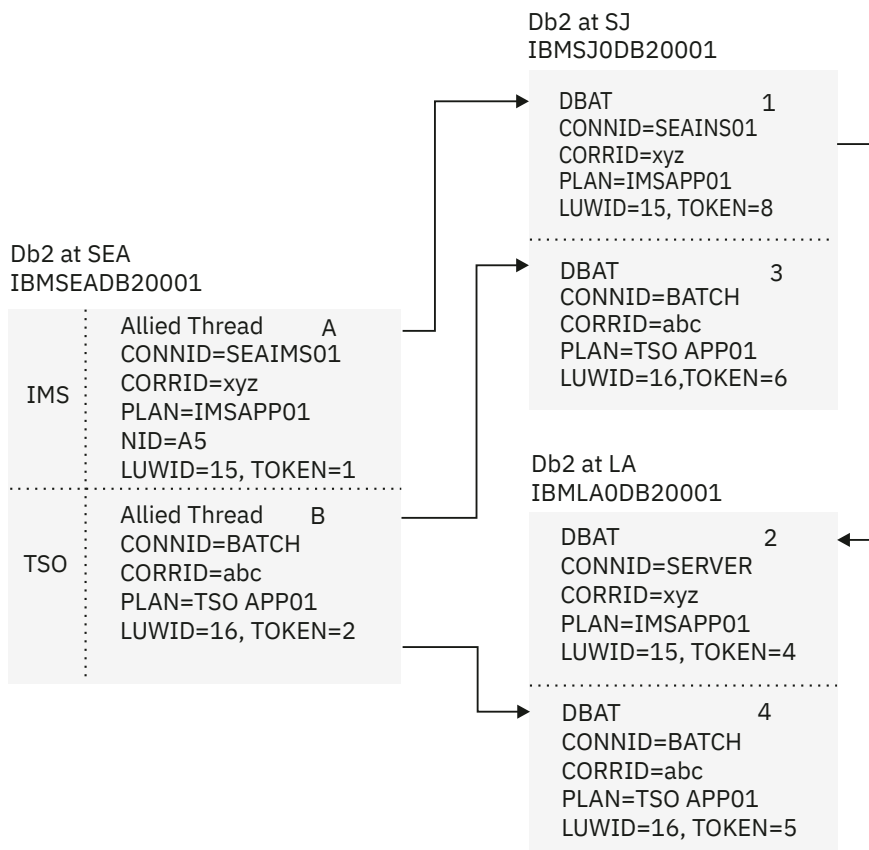 Db2 at SJ
IBMSJ0DB20001
DBAT 1
CONNID=SEAINS01
CORRID=xyz
PLAN=IMSAPP01
LUWID=15, TOKEN=8
DBAT 3
CONNID=BATCH
CORRID=abc
PLAN=TSO APP01
LUWID=16,TOKEN=6
Db2 at SEA
IBMSEADB20001
IMS
Allied Thread A
CONNID=SEAIMS01
CORRID=xyz
PLAN=IMSAPP01
NID=A5
LUWID=15, TOKEN=1
TSO
Allied Thread B
CONNID=BATCH
CORRID=abc
PLAN=TSO APP01
LUWID=16, TOKEN=2
Db2 at LA
IBMLA0DB20001
DBAT 2
CONNID=SERVER
CORRID=xyz
PLAN=IMSAPP01
LUWID=15, TOKEN=4
DBAT 4
CONNID=BATCH
CORRID=abc
PLAN=TSO APP01
LUWID=16, TOKEN=5